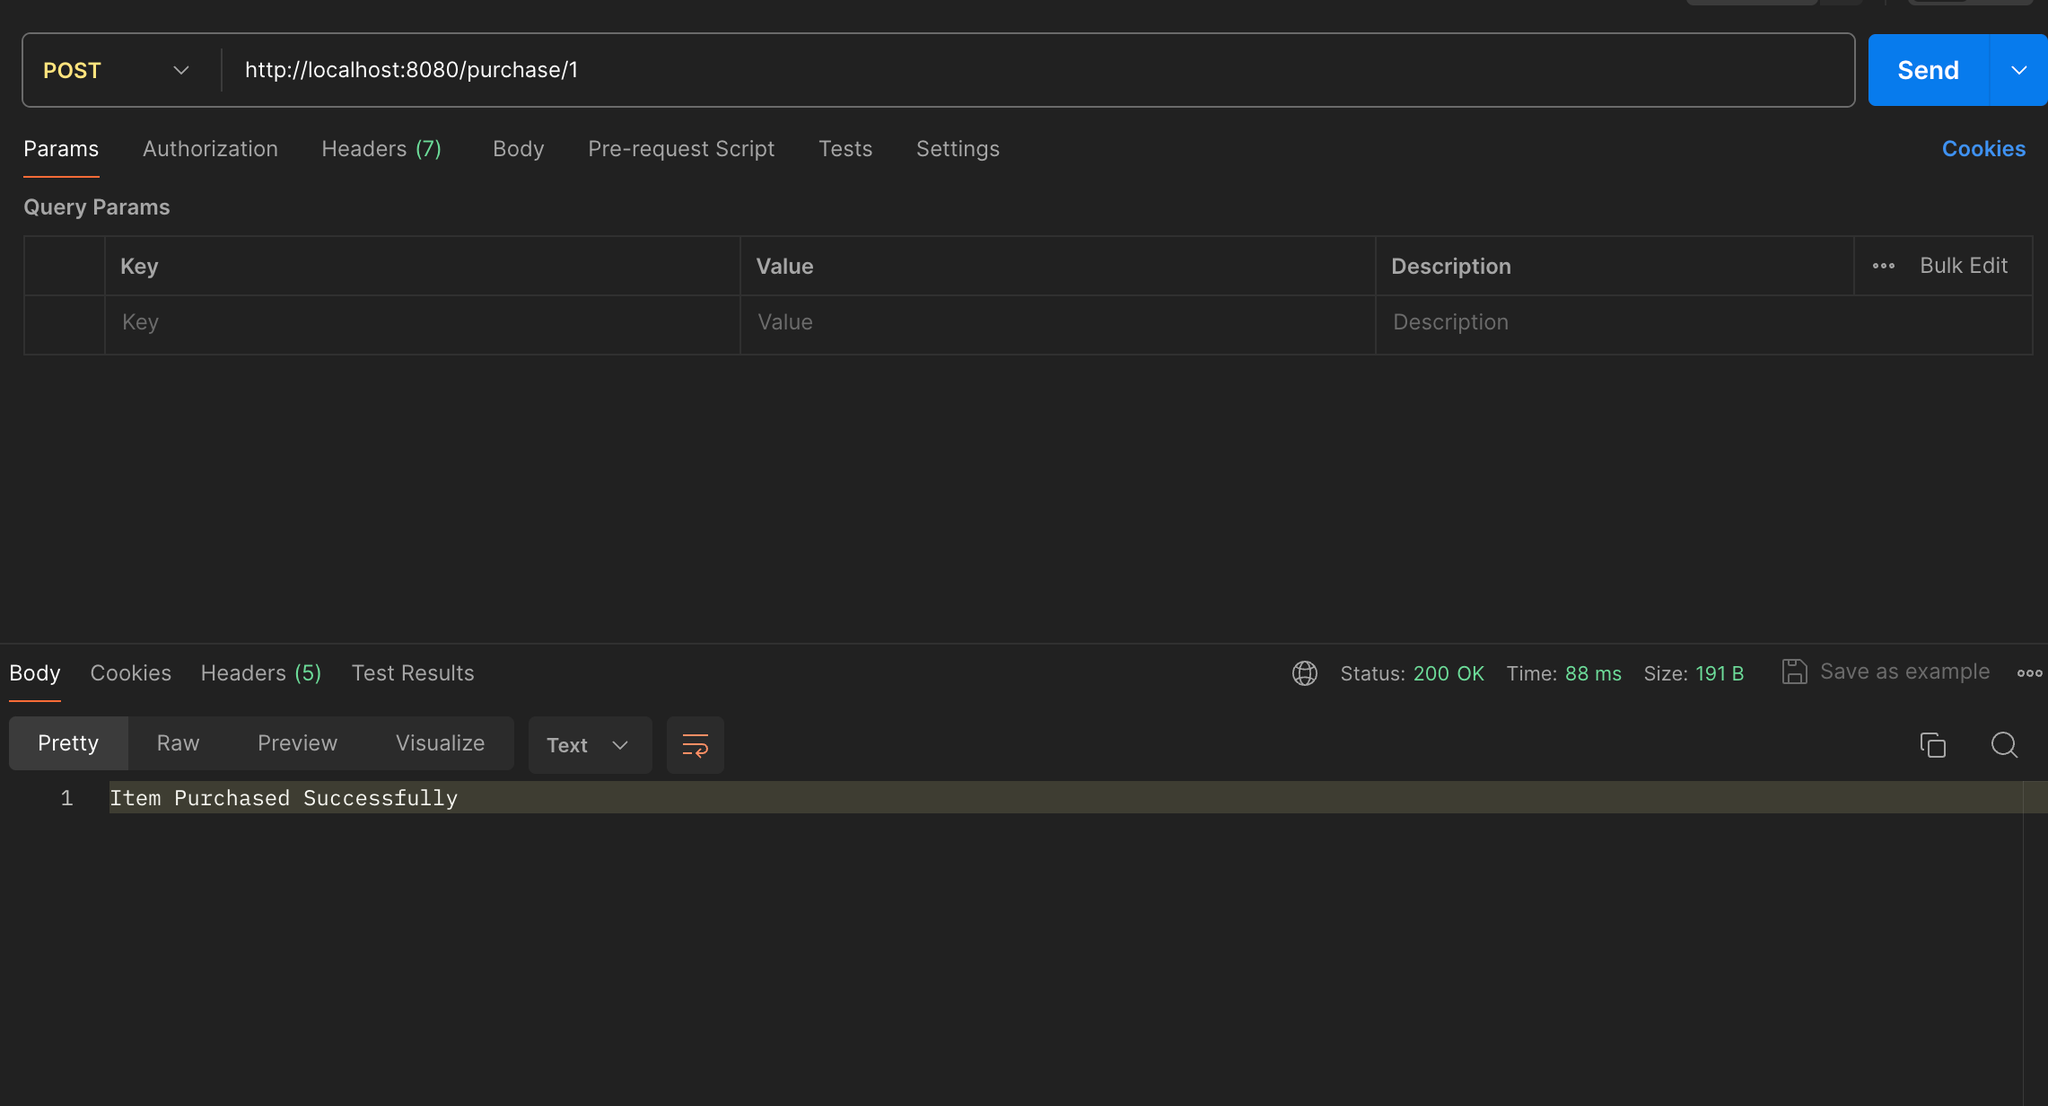 POST http://localhost:8080/purchase/1 Send
Params Authorization Headers (7) Body Pre-request Script Tests Settings Cookies
Query Params
Key Value Description Bulk Edit
Key Value Description
Body Cookies Headers (5) Test Results Status: 200 OK Time: 88 ms Size: 191 B Save as example
Pretty Raw Preview Visualize Text
1 Item Purchased Successfully